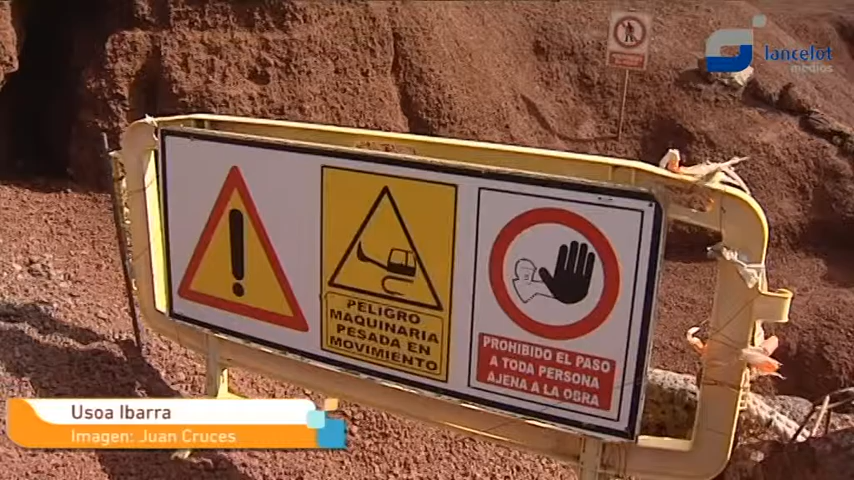 lancelot
medios
PELIGRO
MAQUINARIA
PESADA EN
MOVIMIENTO
PROHIBIDO EL PASO
A TODA PERSONA
AJENA A LA OBRA
Usoa Ibarra
Imagen: Juan Cruces